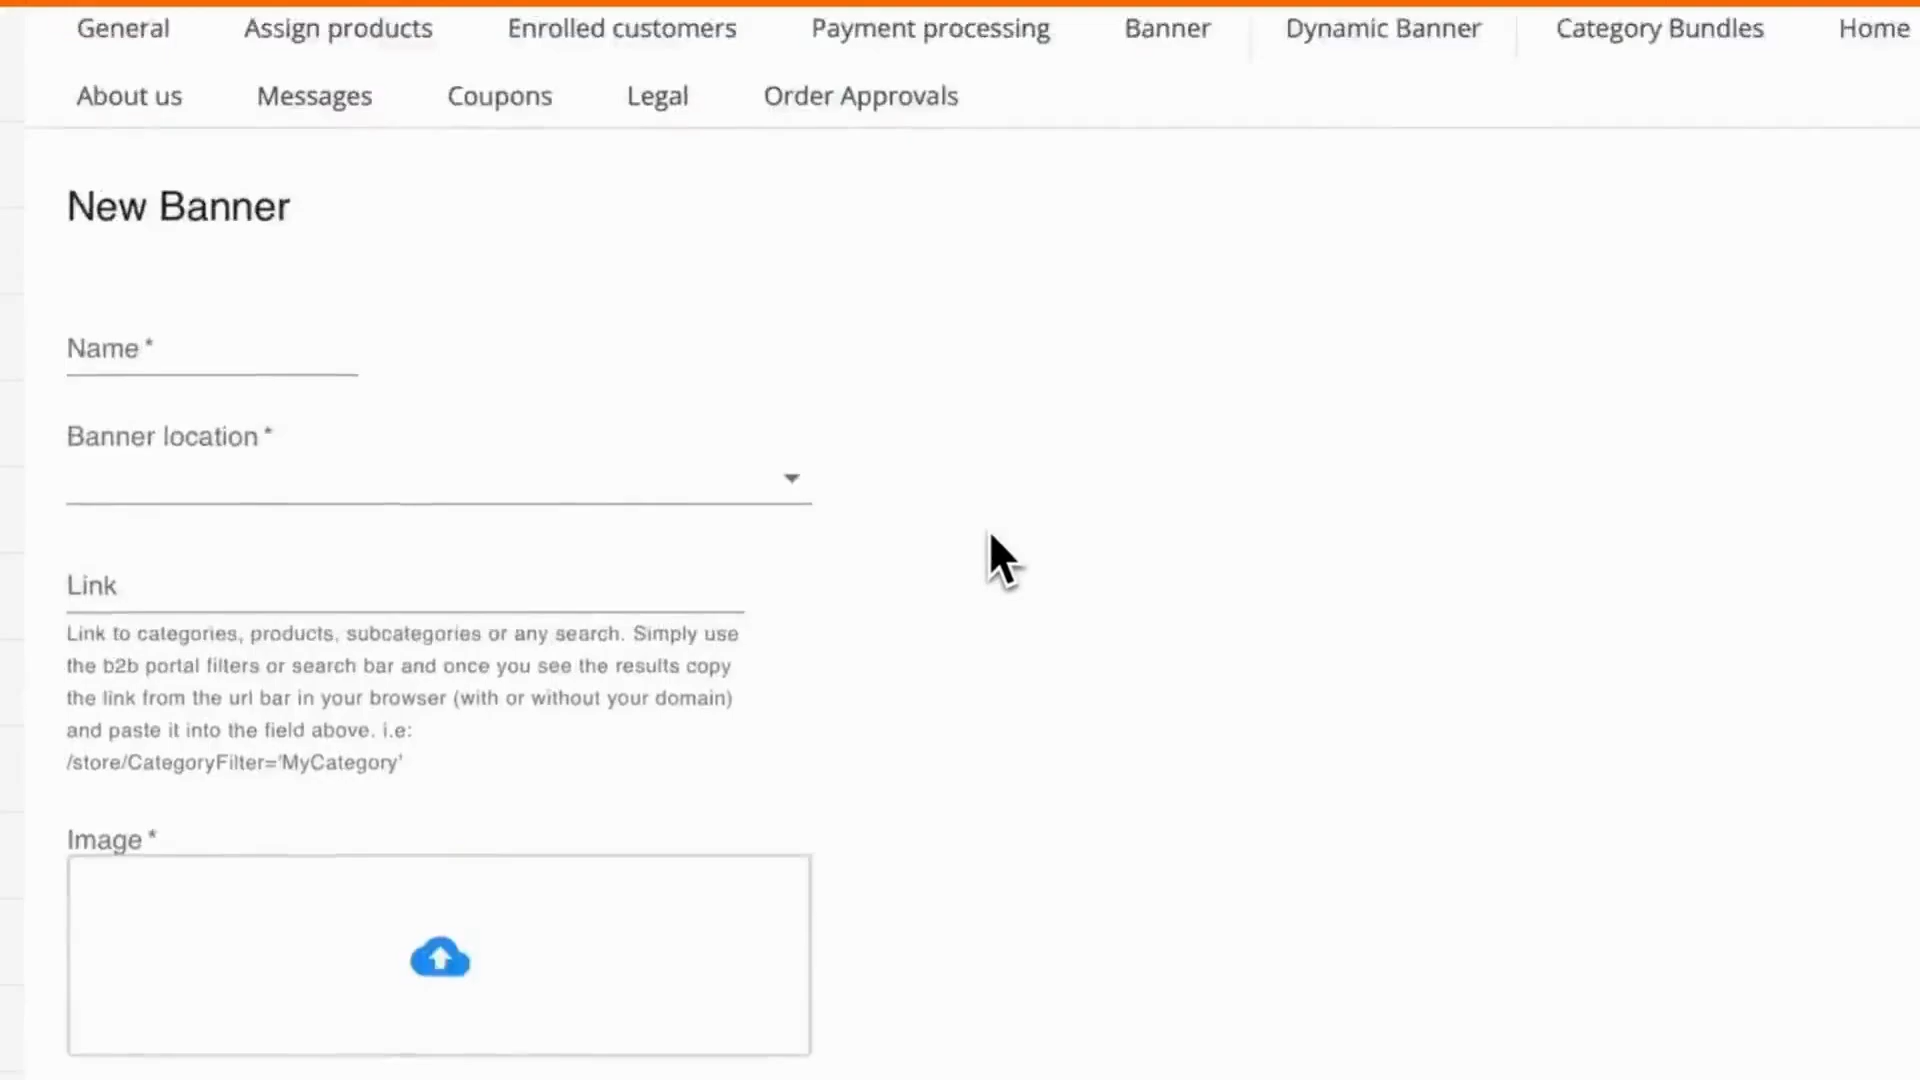 General Assign products Enrolled customers Payment processing Banner Dynamic Banner Category Bundles Home
About us Messages Coupons Legal Order Approvals
New Banner
Name *
Banner location *
Link
Link to categories, products, subcategories or any search. Simply use
the b2b portal filters or search bar and once you see the results copy
the link from the url bar in your browser (with or without your domain)
and paste it into the field above. i.e:
/store/CategoryFilter='MyCategory'
Image *